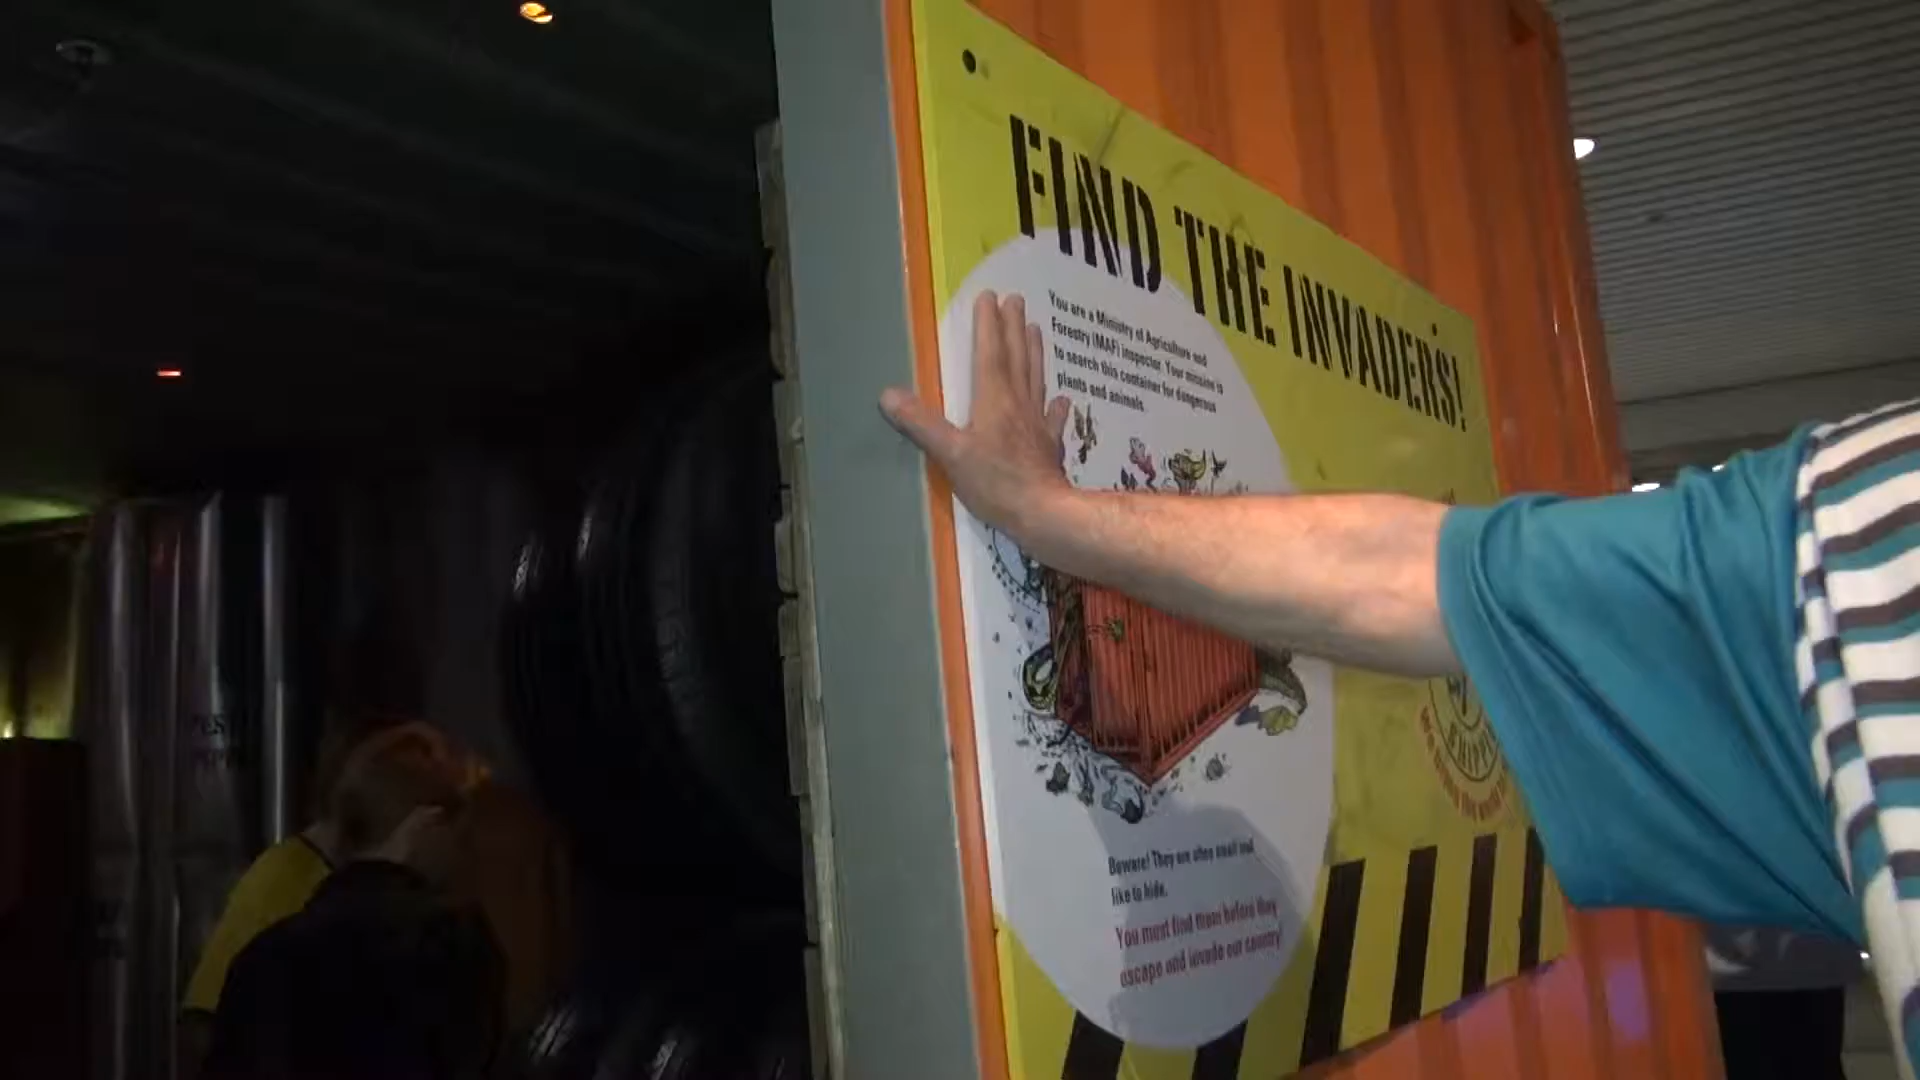 FIND THE INVADERS!
You are a Ministry of Agriculture and
Forestry (MAF) inspector. Your mission is
to search this container for dangerous
plants and animals.
Beware! They are often small and
like to hide.
You must find them before they
escape and invade our country!